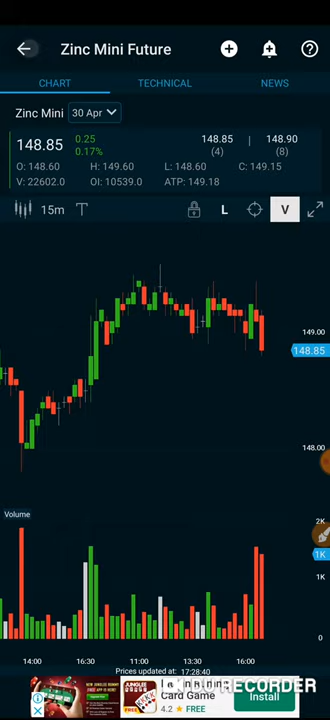 Zinc Mini Future
CHART TECHNICAL NEWS
Zinc Mini 30 Apr
148.85 0.25 0.17% 148.85 (4) | 148.90 (8)
O: 148.60 H: 149.60 L: 148.60 C: 149.15
V: 22602.0 OI: 10539.0 ATP: 149.18
15m T L V
149.00
148.85
148.00
Volume
2K
1K
1K
0
14:00 16:30 11:00 13:30 16:00
Prices updated at: 17:28:40
JUNGLEE
Card Game
4.2 ★ FREE
Install
RECORDER